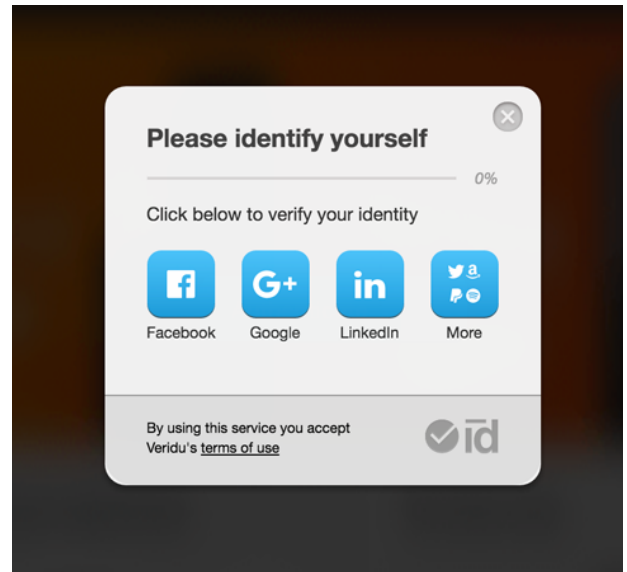 Please identify yourself
0%
Click below to verify your identity
G+
in
a
Facebook Google LinkedIn More
By using this service you accept
Veridu's terms of use
id